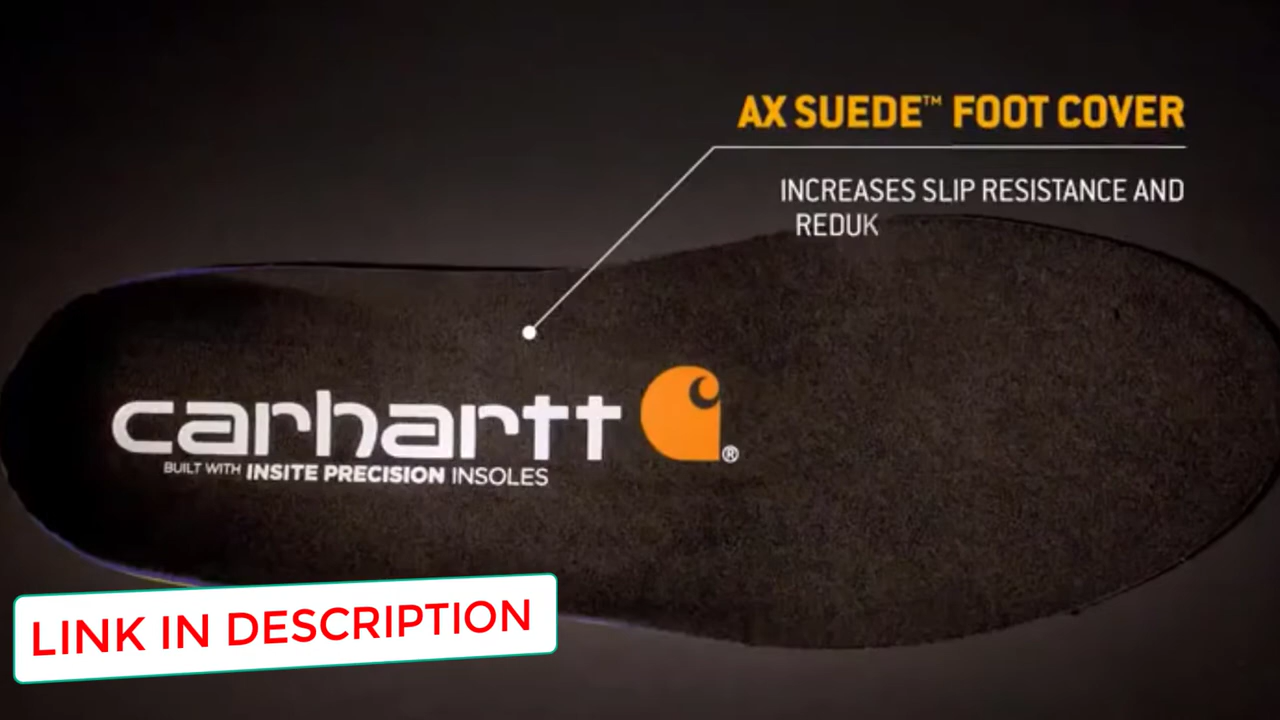 AX SUEDE™ FOOT COVER
INCREASES SLIP RESISTANCE AND
REDUK
carhartt ®
BUILT WITH INSITE PRECISION INSOLES
LINK IN DESCRIPTION